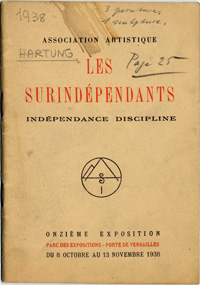 1938
3 peintures
1 sculpture.
ASSOCIATION ARTISTIQUE
HARTUNG
LES
Page 25
SURINDÉPENDANTS
INDÉPENDANCE DISCIPLINE
S
I
ONZIÈME EXPOSITION
PARC DES EXPOSITIONS - PORTE DE VERSAILLES
DU 8 OCTOBRE AU 13 NOVEMBRE 1938